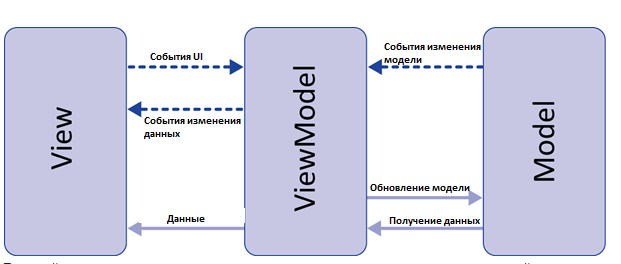 View
События UI
События изменения
данных
Данные
ViewModel
События изменения
модели
Обновление модели
Получение данных
Model